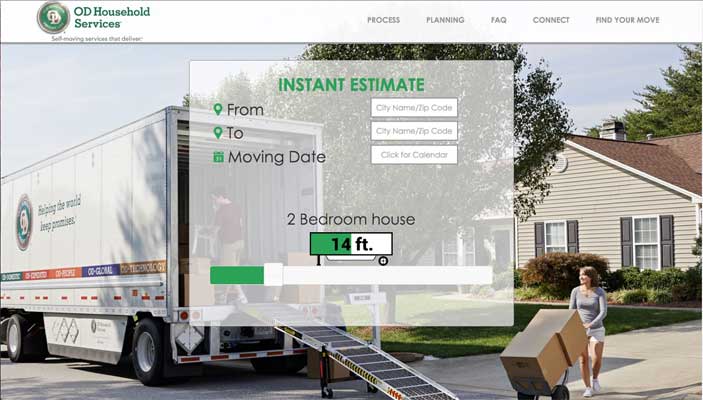 OD Household
Services
Self-moving services that deliver.
PROCESS PLANNING FAQ CONNECT FIND YOUR MOVE
INSTANT ESTIMATE
From City Name/Zip Code
To City Name/Zip Code
Moving Date Click for Calendar
Helping the world
keep promises.
2 Bedroom house
14 ft.
OD•DOMESTIC OD•EXPEDITED OD•PEOPLE OD•GLOBAL OD•TECHNOLOGY